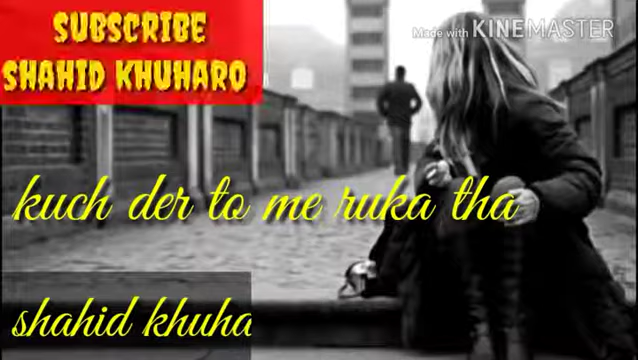 SUBSCRIBE
SHAHID KHUHARO
Made with KINEMASTER
kuch der to me ruka tha
shahid khuha